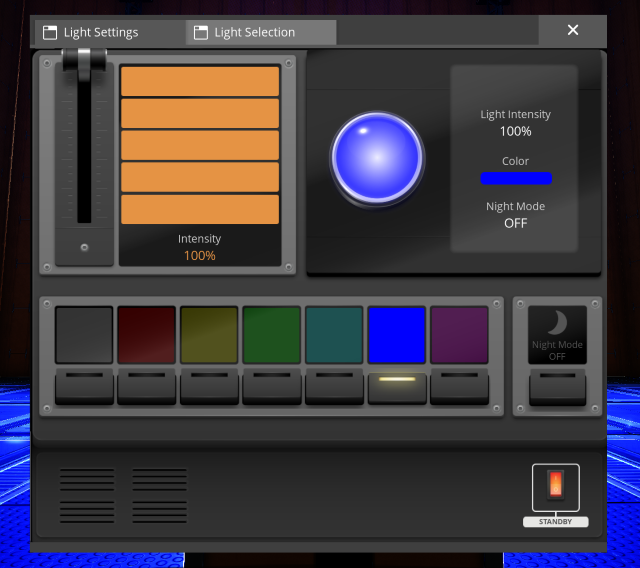 Light Settings
Light Selection
Light Intensity
100%
Color
Night Mode
OFF
Intensity
100%
Night Mode
OFF
STANDBY